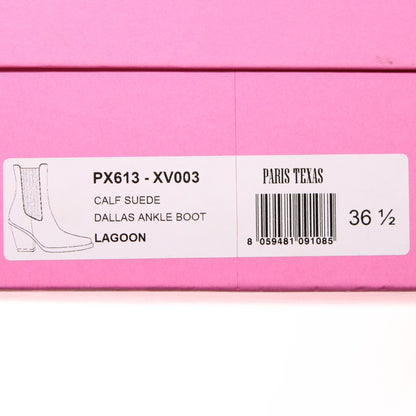 PX613 - XV003
CALF SUEDE
DALLAS ANKLE BOOT
LAGOON
PARIS TEXAS
8 059481 091085
36 ½